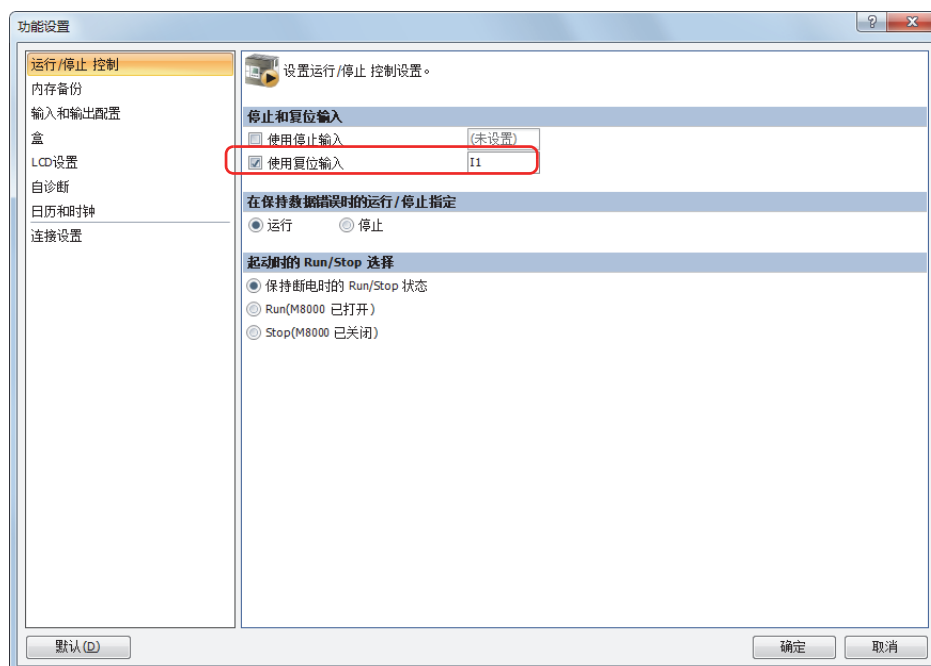 功能设置
运行/停止 控制
内存备份
输入和输出配置
盒
LCD设置
自诊断
日历和时钟
连接设置
设置运行/停止 控制设置。
停止和复位输入
使用停止输入 (未设置)
使用复位输入 I1
在保持数据错误时的运行/停止指定
运行 停止
起动时的 Run/Stop 选择
保持断电时的 Run/Stop 状态
Run(M8000 已打开)
Stop(M8000 已关闭)
默认(D) 确定 取消